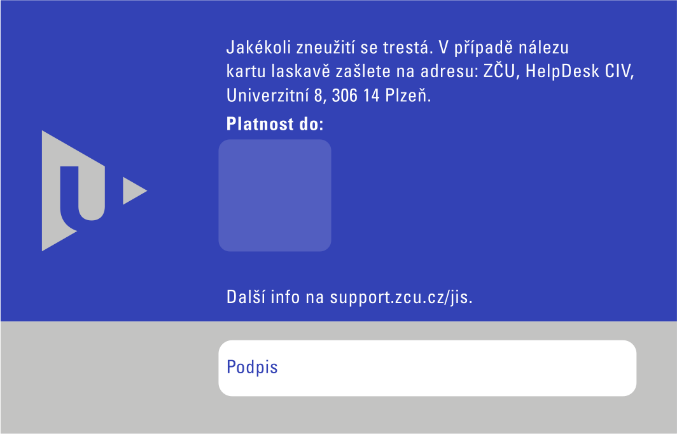 Jakékoli zneužití se trestá. V případě nálezu
kartu laskavě zašlete na adresu: ZČU, HelpDesk CIV,
Univerzitní 8, 306 14 Plzeň.
Platnost do:
U
Další info na support.zcu.cz/jis.
Podpis